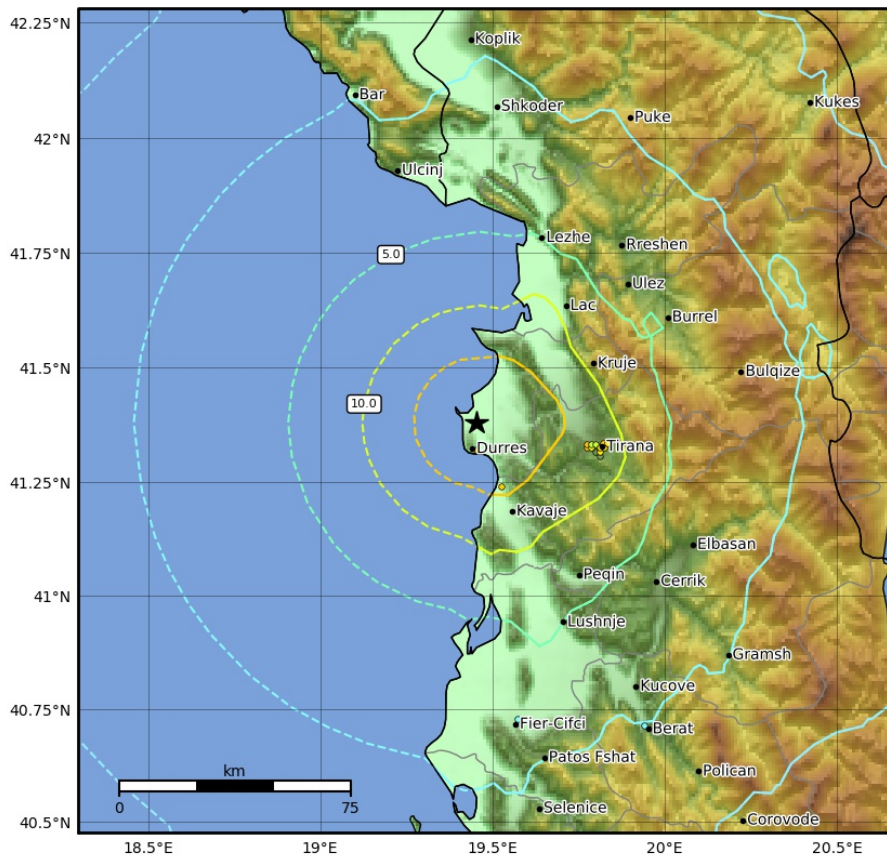 42.25°N
Koplik
Bar
Shkoder
Kukes
Puke
42°N
Ulcinj
Lezhe
Rreshen
41.75°N
5.0
Ulez
Lac
Burrel
41.5°N
Kruje
Bulqize
10.0
Durres
Tirana
41.25°N
Kavaje
Elbasan
Peqin
Cerrik
41°N
Lushnje
Gramsh
Kucove
40.75°N
Fier-Cifci
Berat
Patos Fshat
Polican
km
0
75
Selenice
Corovode
40.5°N
18.5°E
19°E
19.5°E
20°E
20.5°E